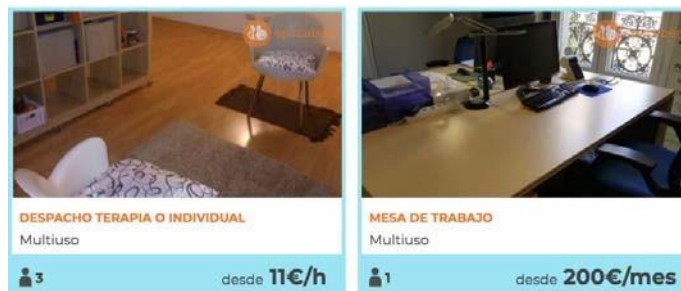 DESPACHO TERAPIA O INDIVIDUAL
Multiuso
3 desde 11€/h
MESA DE TRABAJO
Multiuso
1 desde 200€/mes